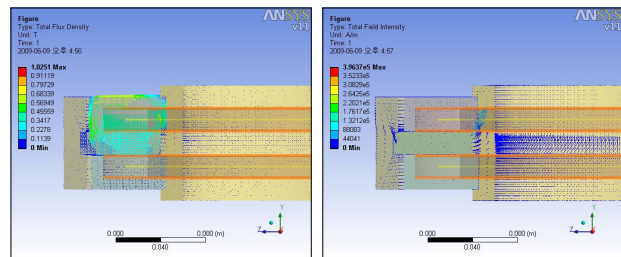 Figure
Type: Total Flux Density
Unit: T
Time: 1
2009-06-09 오후 4:56
1.0251 Max
0.91119
0.79729
0.68339
0.56949
0.45559
0.3417
0.2278
0.1139
0 Min
ANSYS
v11
0.000
0.080 (m)
0.040
Y
Z
Figure
Type: Total Field Intensity
Unit: A/m
Time: 1
2009-06-09 오후 4:57
3.9637e5 Max
3.5233e5
3.0829e5
2.6425e5
2.2021e5
1.7617e5
1.3212e5
88083
44041
0 Min
ANSYS
v11
0.000
0.080 (m)
0.040
Y
Z